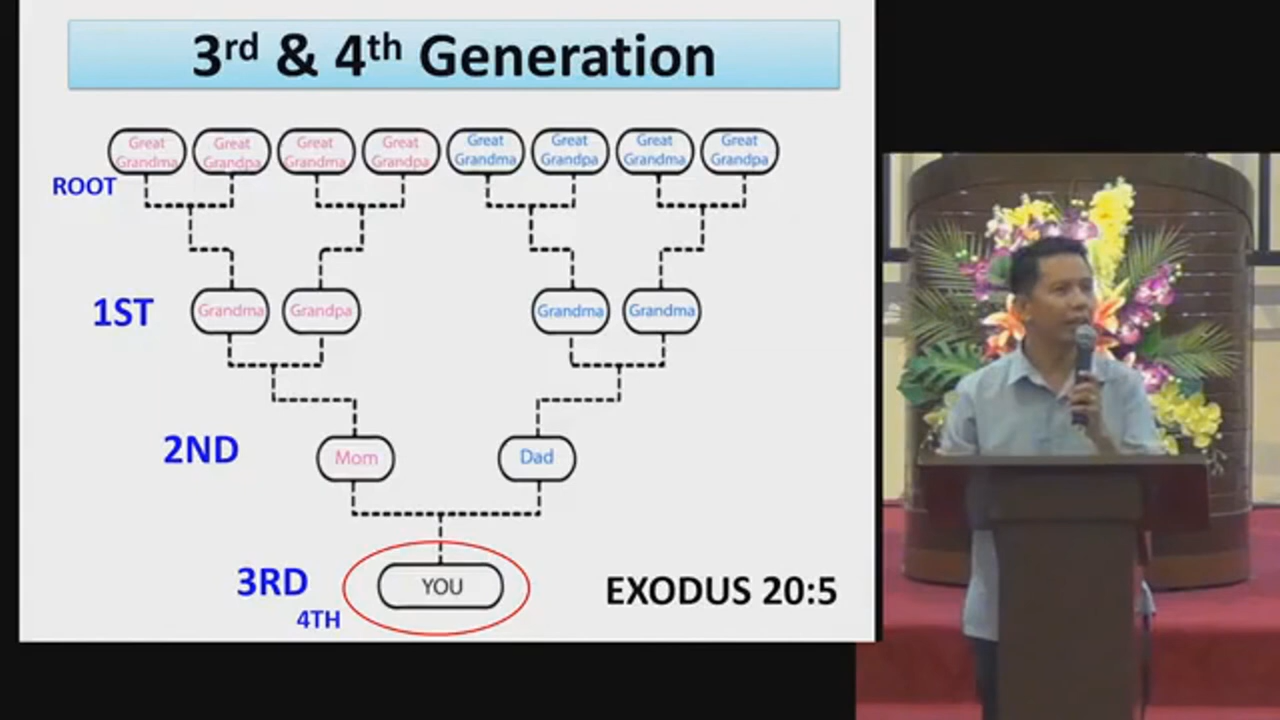 3rd & 4th Generation
Great Grandma
Great Grandpa
Great Grandma
Great Grandpa
Great Grandma
Great Grandpa
Great Grandma
Great Grandpa
ROOT
1ST
Grandma
Grandpa
Grandma
Grandma
2ND
Mom
Dad
3RD
4TH
YOU
EXODUS 20:5